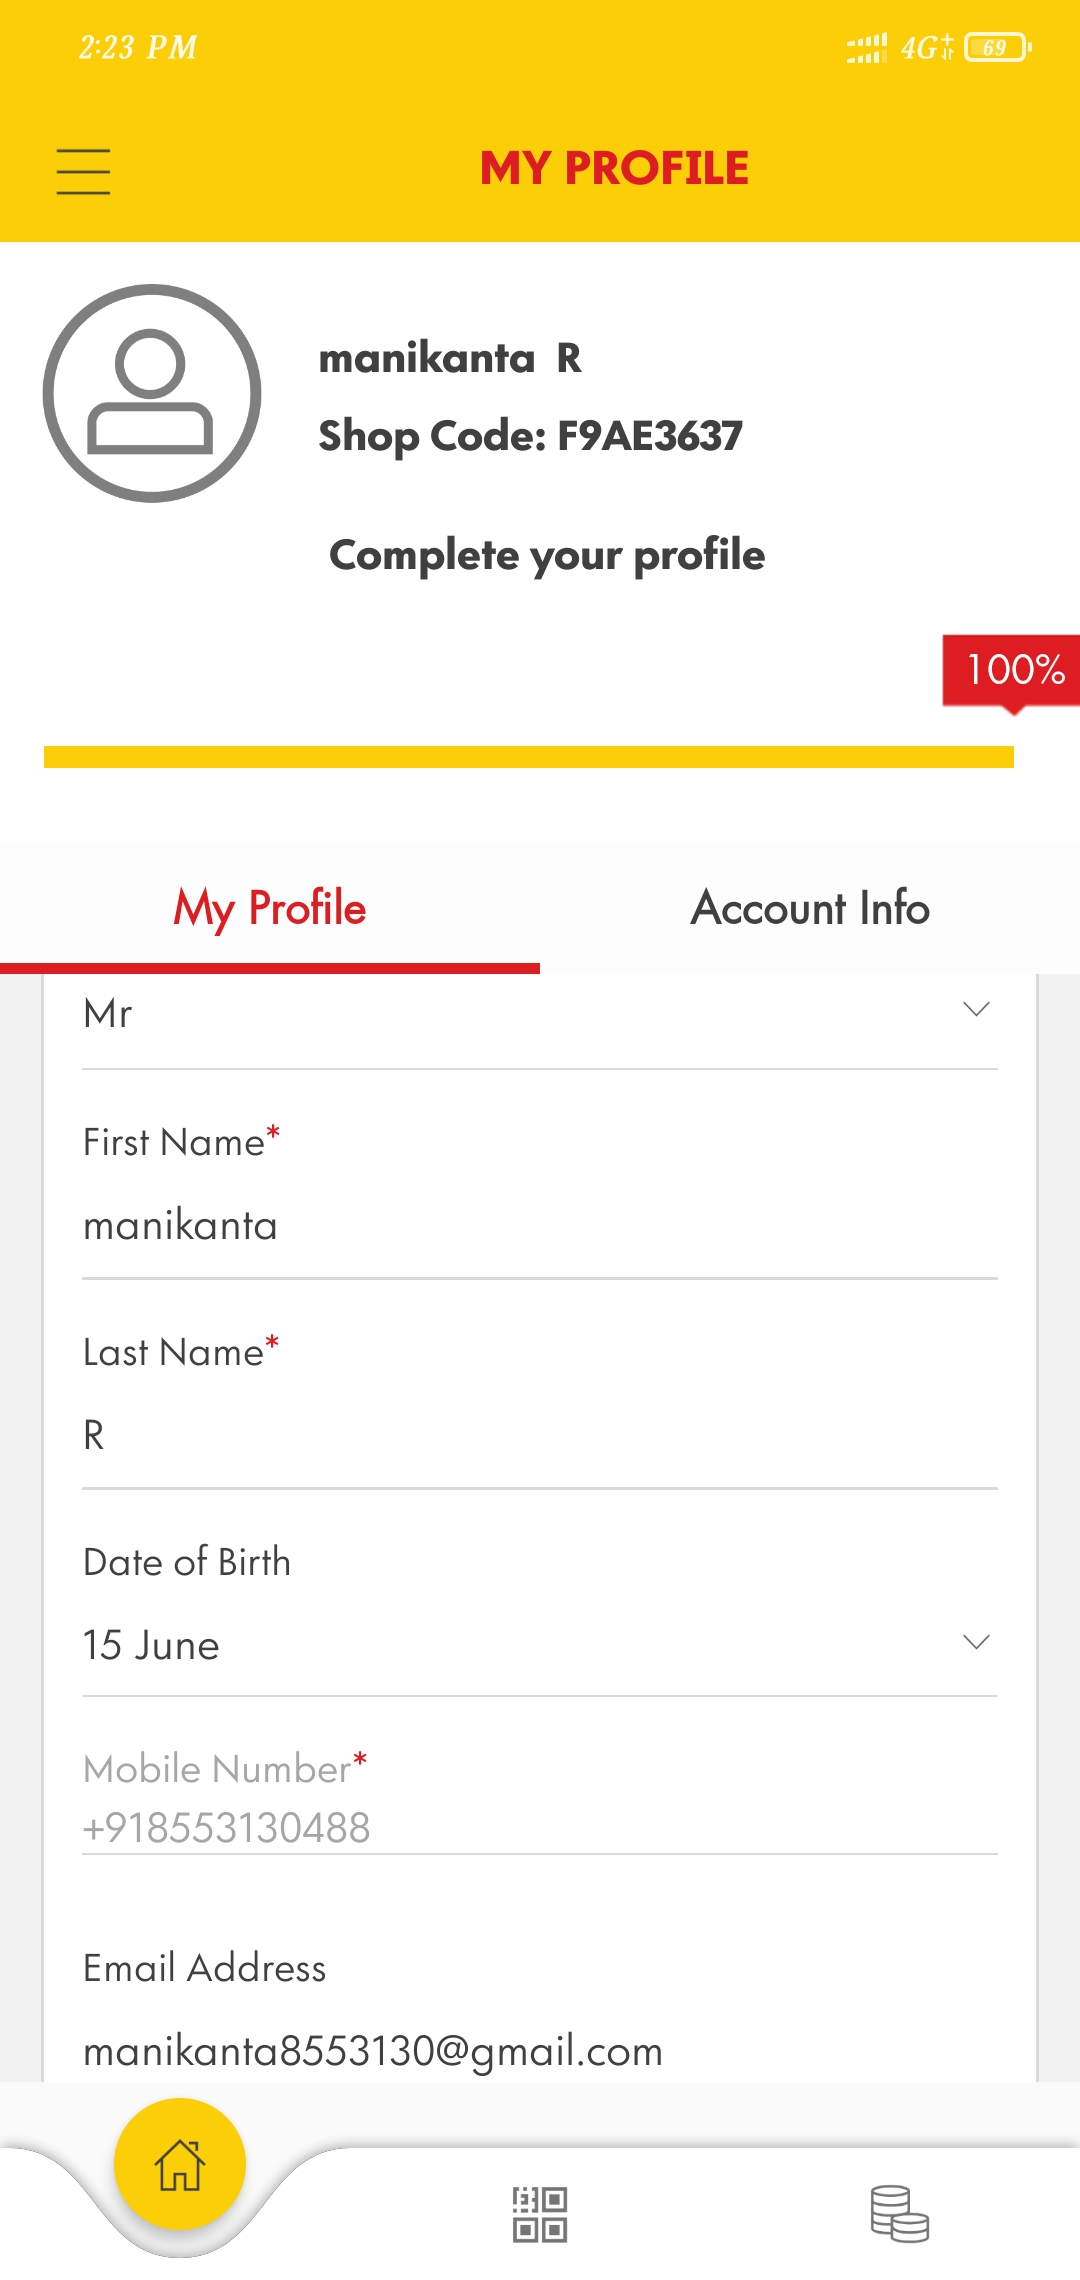 2:23 PM
4G+ 69
MY PROFILE
manikanta R
Shop Code: F9AE3637
Complete your profile
100%
My Profile
Account Info
Mr
First Name*
manikanta
Last Name*
R
Date of Birth
15 June
Mobile Number*
+918553130488
Email Address
manikanta8553130@gmail.com